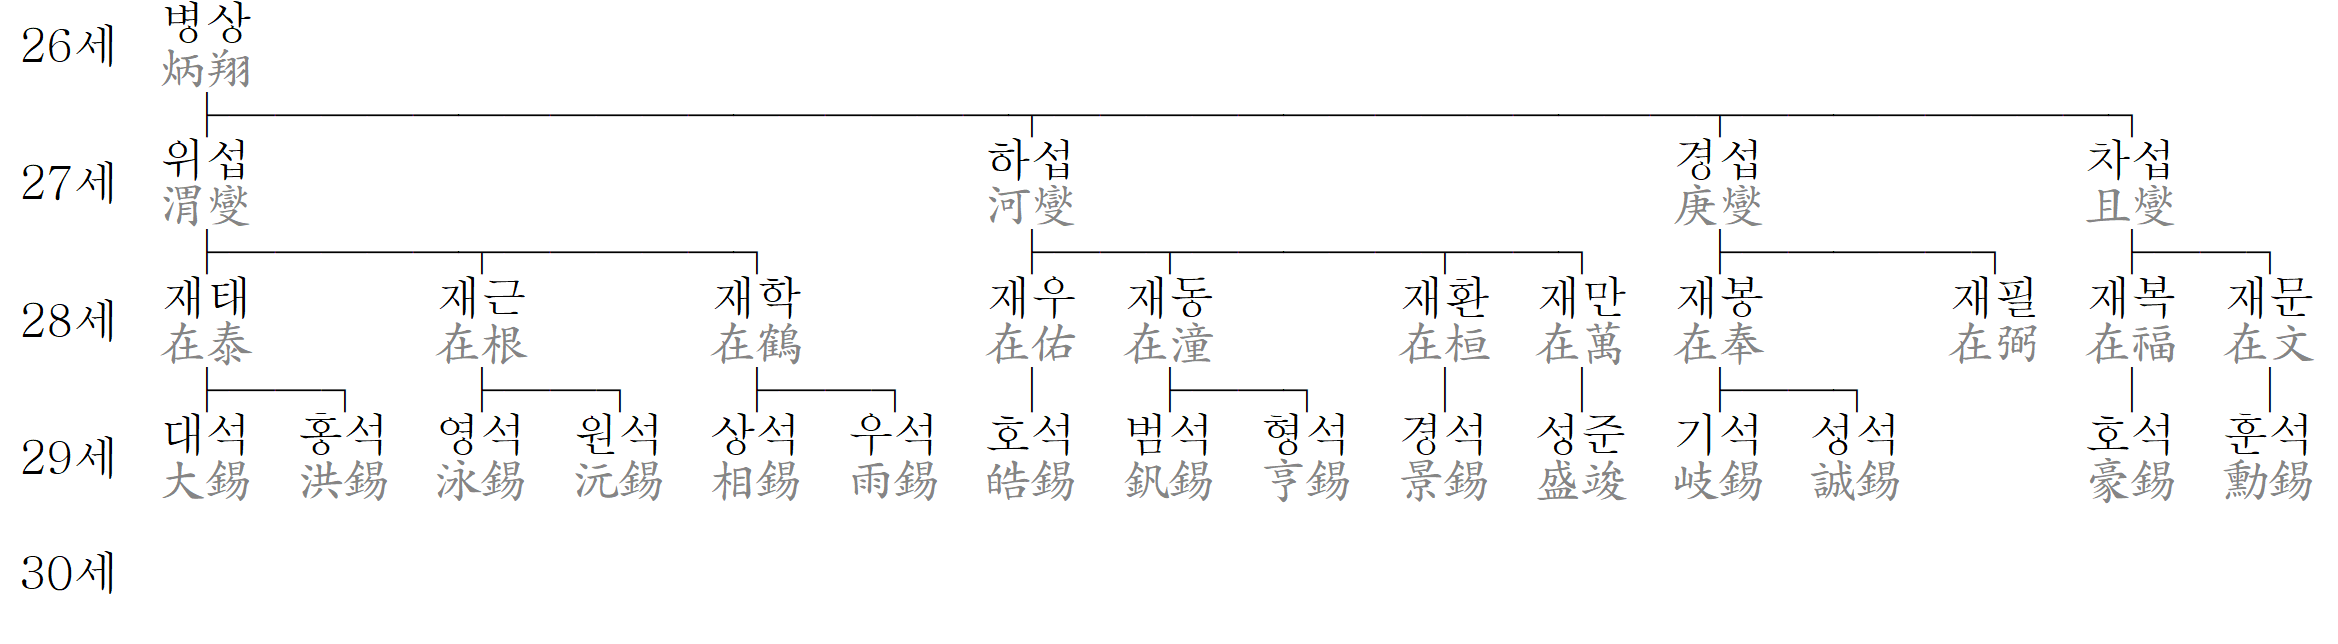 26세 병상
炳翔
27세 위섭 하섭 경섭 차섭
渭燮 河燮 庚燮 且燮
28세 재태 재근 재학 재우 재동 재환 재만 재봉 재필 재복 재문
在泰 在根 在鶴 在佑 在潼 在桓 在萬 在奉 在弼 在福 在文
29세 대석 홍석 영석 원석 상석 우석 호석 범석 형석 경석 성준 기석 성석 호석 훈석
大錫 洪錫 泳錫 沅錫 相錫 雨錫 皓錫 釩錫 亨錫 景錫 盛竣 岐錫 誠錫 豪錫 勳錫
30세